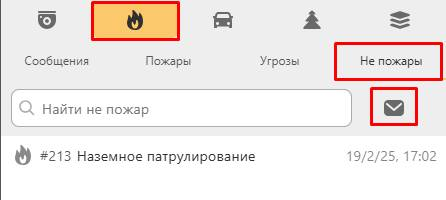 Сообщения Пожары Угрозы Не пожары
Найти не пожар
#213 Наземное патрулирование 19/2/25, 17:02